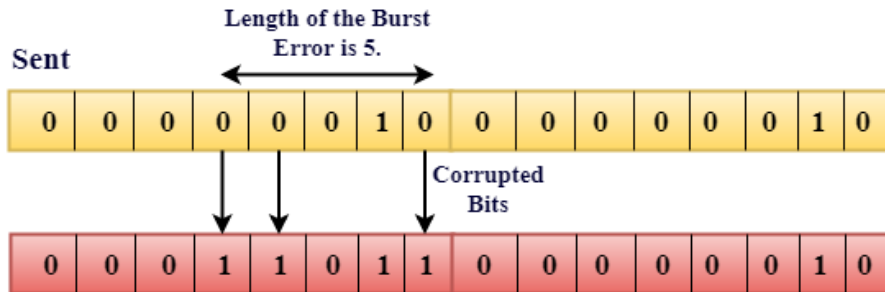 Length of the Burst
Error is 5.
Sent
0 0 0 0 0 0 1 0 0 0 0 0 0 0 1 0
Corrupted
Bits
0 0 0 1 1 0 1 1 0 0 0 0 0 0 1 0